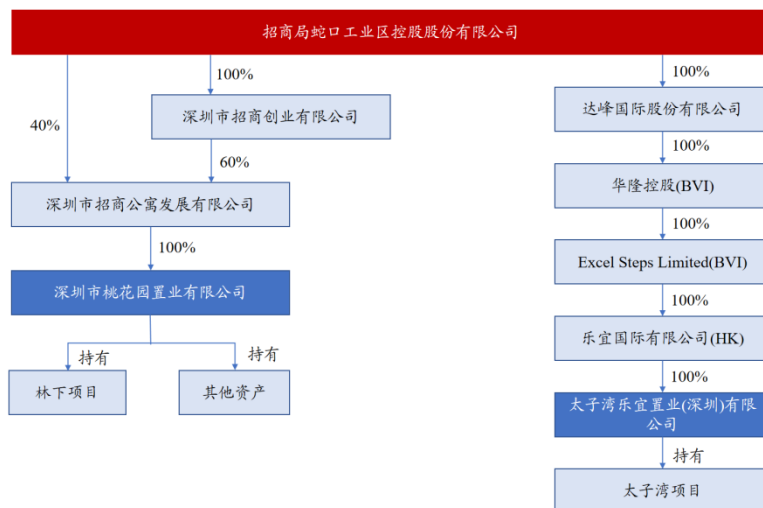 招商局蛇口工业区控股股份有限公司
100%
100%
40%
深圳市招商创业有限公司
达峰国际股份有限公司
60%
100%
深圳市招商公寓发展有限公司
华隆控股(BVI)
100%
100%
深圳市桃花园置业有限公司
Excel Steps Limited(BVI)
100%
持有
持有
乐宜国际有限公司(HK)
林下项目
其他资产
100%
太子湾乐宜置业(深圳)有限
公司
持有
太子湾项目